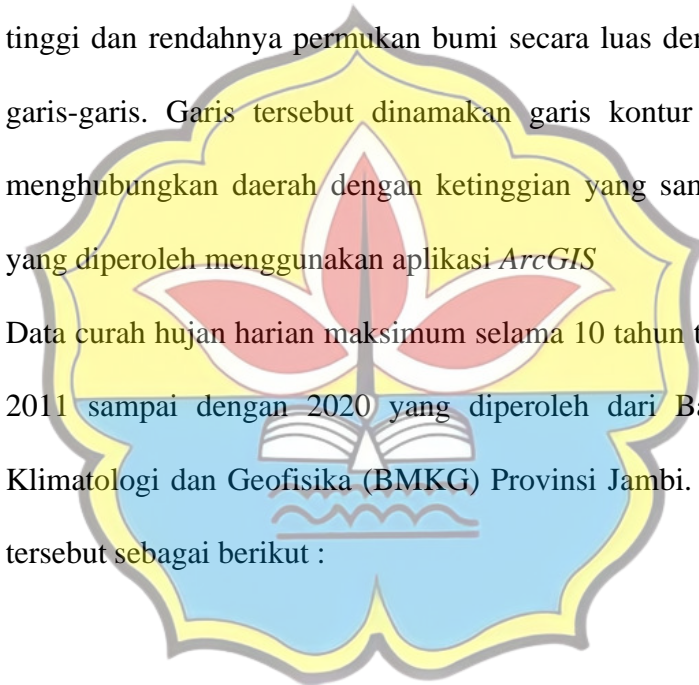 tinggi dan rendahnya permukan bumi secara luas den
garis-garis. Garis tersebut dinamakan garis kontur
menghubungkan daerah dengan ketinggian yang sam
yang diperoleh menggunakan aplikasi ArcGIS
Data curah hujan harian maksimum selama 10 tahun t
2011 sampai dengan 2020 yang diperoleh dari Ba
Klimatologi dan Geofisika (BMKG) Provinsi Jambi.
tersebut sebagai berikut :